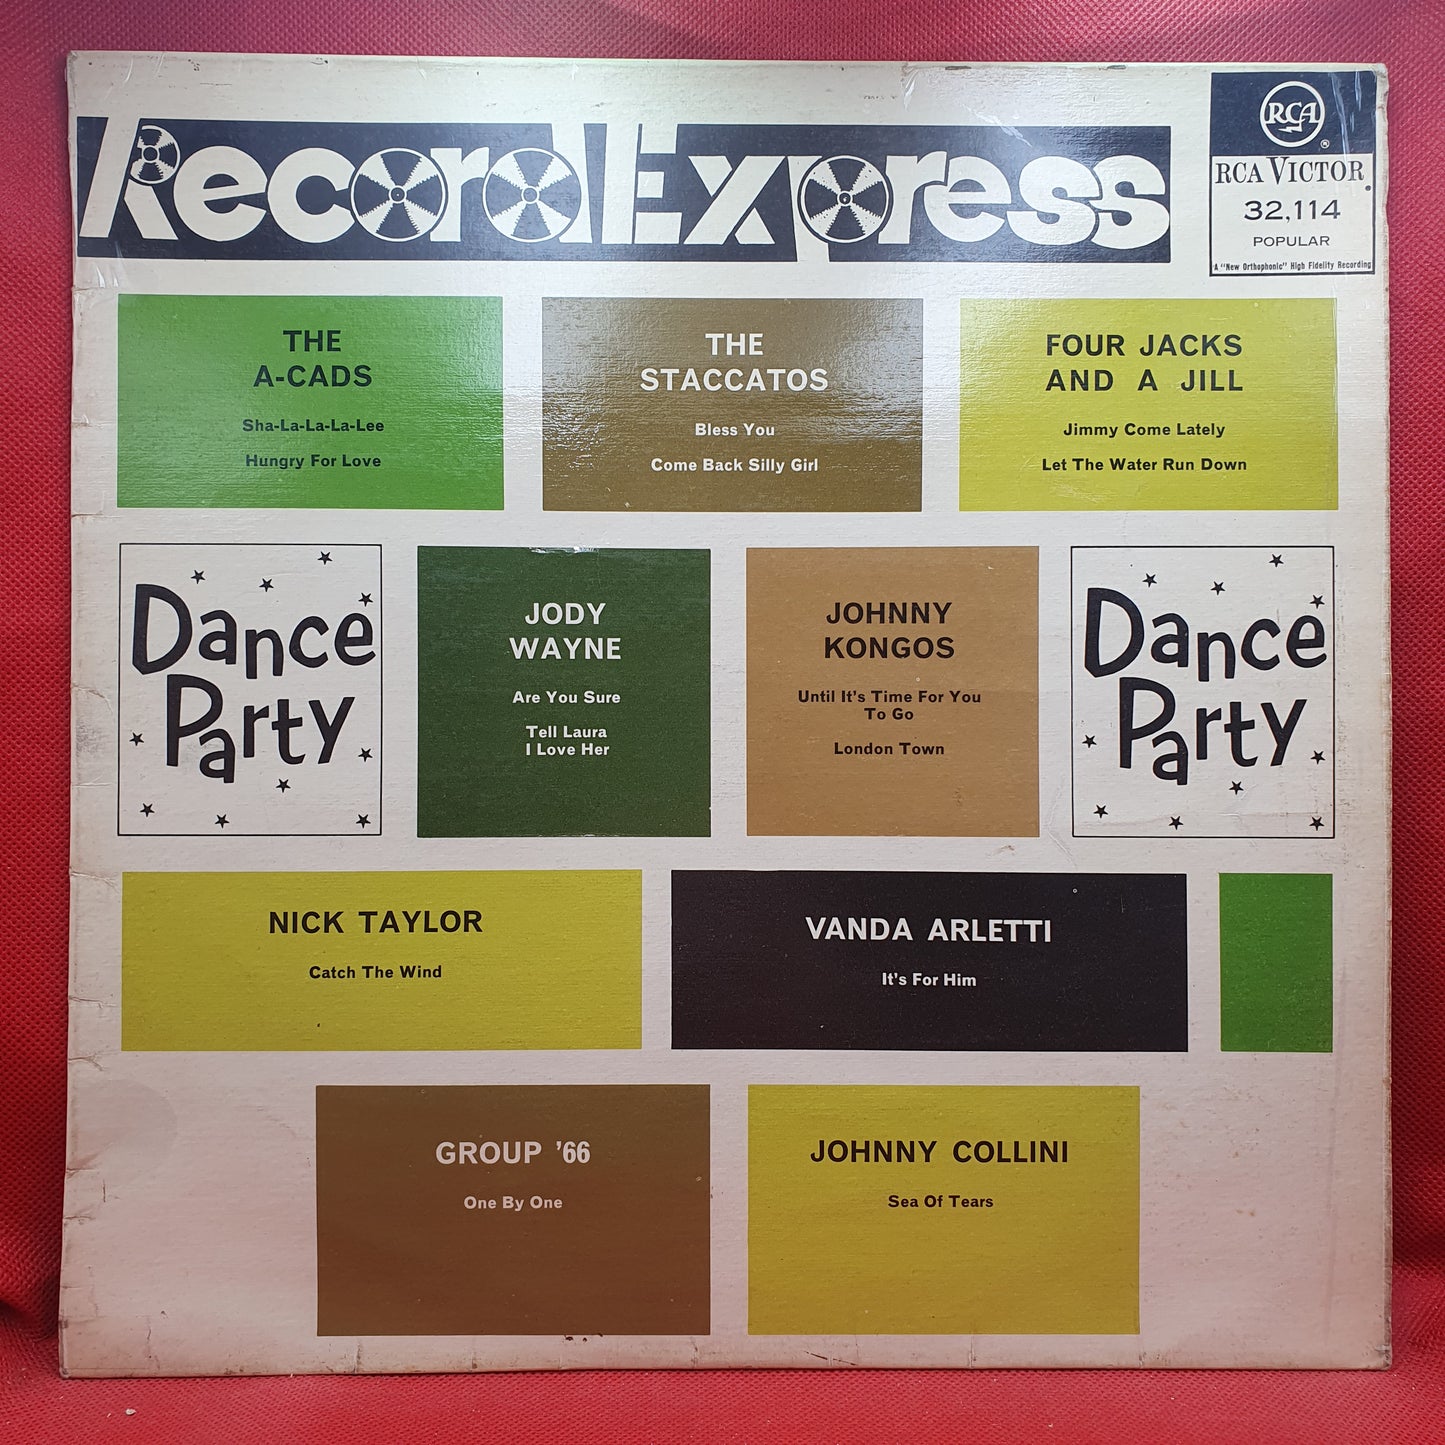 Record Express
RCA
®
RCA VICTOR
32,114
POPULAR
A "New Orthophonic" High Fidelity Recording
THE
A-CADS
Sha-La-La-La-Lee
Hungry For Love
THE
STACCATOS
Bless You
Come Back Silly Girl
FOUR JACKS
AND A JILL
Jimmy Come Lately
Let The Water Run Down
Dance
Party
JODY
WAYNE
Are You Sure
Tell Laura
I Love Her
JOHNNY
KONGOS
Until It's Time For You
To Go
London Town
Dance
Party
NICK TAYLOR
Catch The Wind
VANDA ARLETTI
It's For Him
GROUP '66
One By One
JOHNNY COLLINI
Sea Of Tears